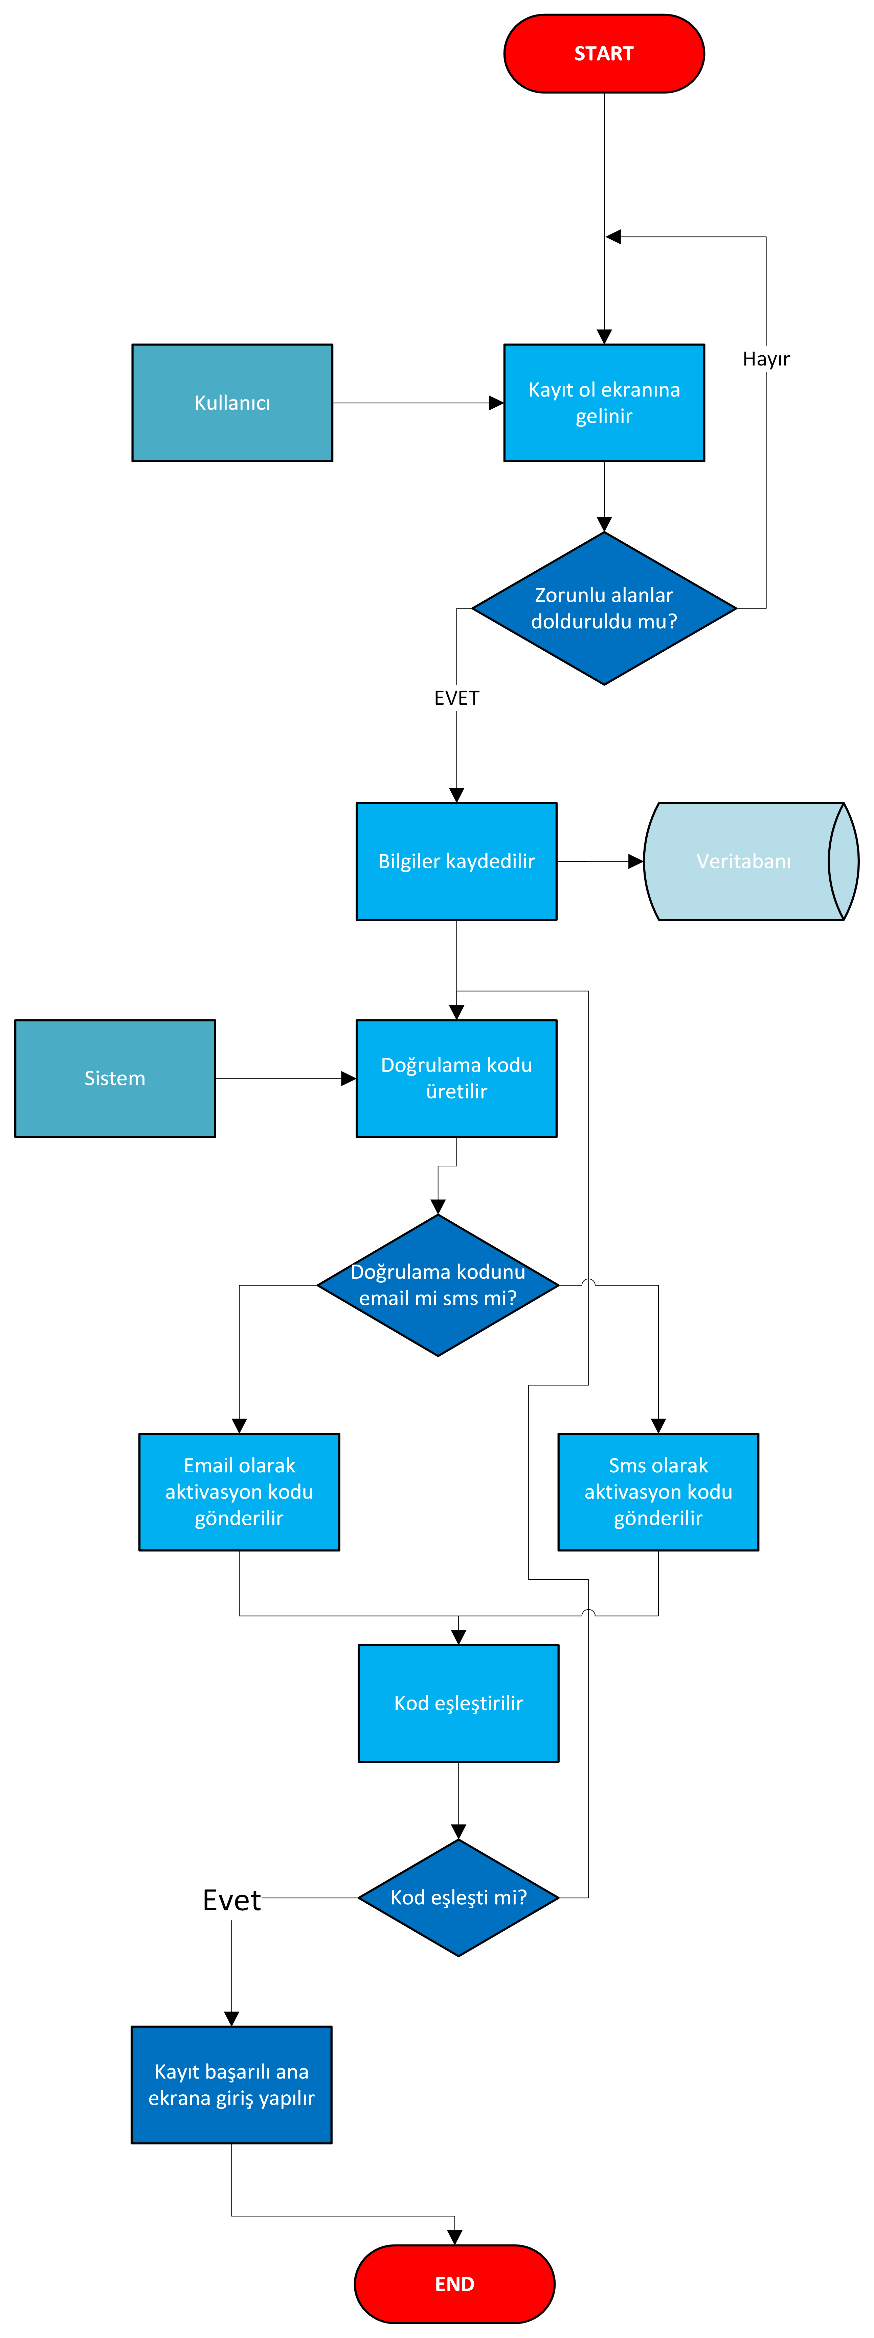 START
Hayır
Kullanıcı
Kayıt ol ekranına
gelinir
Zorunlu alanlar
dolduruldu mu?
EVET
Bilgiler kaydedilir
Veritabanı
Sistem
Doğrulama kodu
üretilir
Doğrulama kodunu
email mi sms mi?
Email olarak
aktivasyon kodu
gönderilir
Sms olarak
aktivasyon kodu
gönderilir
Kod eşleştirilir
Kod eşleşti mi?
Evet
Kayıt başarılı ana
ekrana giriş yapılır
END